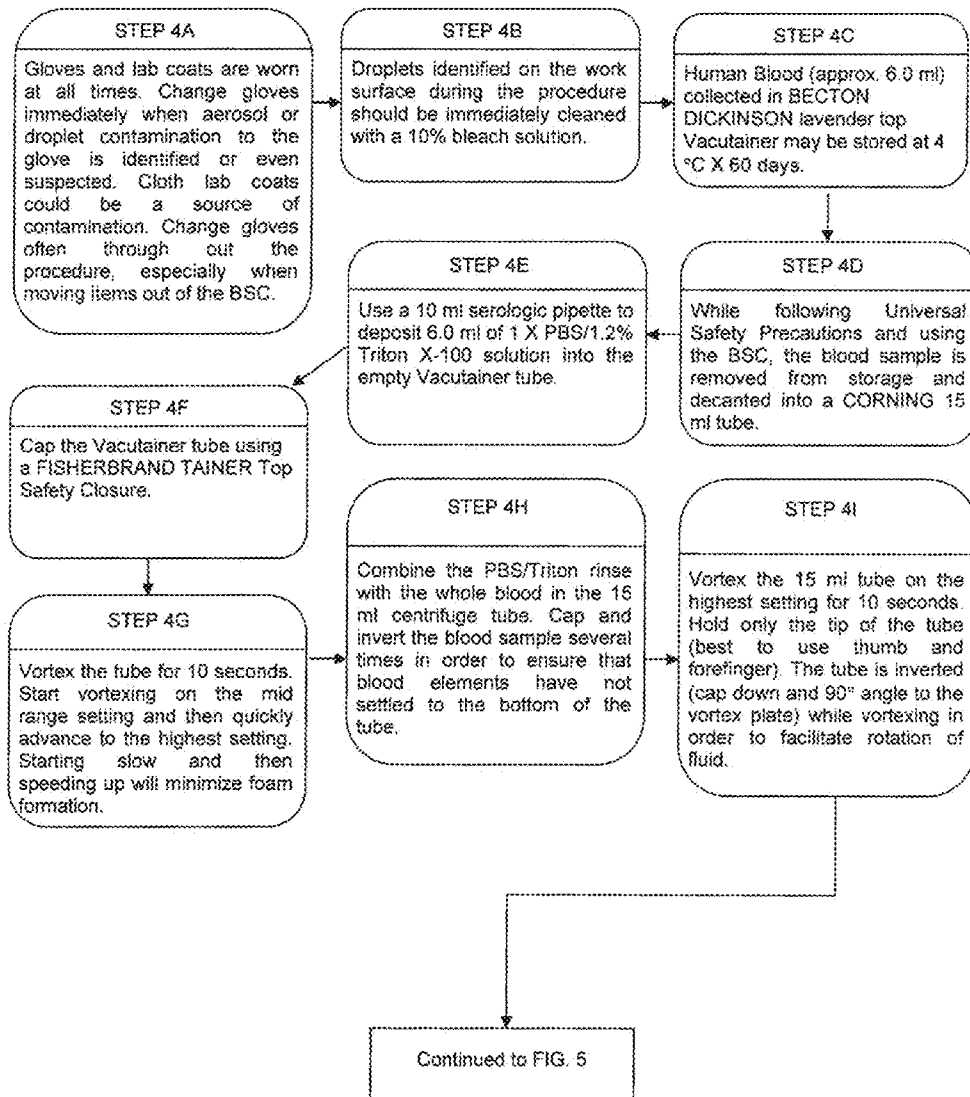 STEP 4A
Gloves and lab coats are worn
at all times. Change gloves
immediately when aerosol or
droplet contamination to the
glove is identified or even
suspected. Cloth lab coats
could be a source of
contamination. Change gloves
often through out the
procedure, especially when
moving items out of the BSC.
STEP 4B
Droplets identified on the work
surface during the procedure
should be immediately cleaned
with a 10% bleach solution.
STEP 4C
Human Blood (approx. 6.0 ml)
collected in BECTON
DICKINSON lavender top
Vacutainer may be stored at 4
°C X 60 days.
STEP 4D
While following Universal
Safety Precautions and using
the BSC, the blood sample is
removed from storage and
decanted into a CORNING 15
ml tube.
STEP 4E
Use a 10 ml serologic pipette to
deposit 6.0 ml of 1 X PBS/1.2%
Triton X-100 solution into the
empty Vacutainer tube.
STEP 4F
Cap the Vacutainer tube using
a FISHERBRAND TAINER Top
Safety Closure.
STEP 4G
Vortex the tube for 10 seconds.
Start vortexing on the mid
range setting and then quickly
advance to the highest setting.
Starting slow and then
speeding up will minimize foam
formation.
STEP 4H
Combine the PBS/Triton rinse
with the whole blood in the 15
ml centrifuge tube. Cap and
invert the blood sample several
times in order to ensure that
blood elements have not
settled to the bottom of the
tube.
STEP 4I
Vortex the 15 ml tube on the
highest setting for 10 seconds.
Hold only the tip of the tube
(best to use thumb and
forefinger). The tube is inverted
(cap down and 90° angle to the
vortex plate) while vortexing in
order to facilitate rotation of
fluid.
Continued to FIG. 5